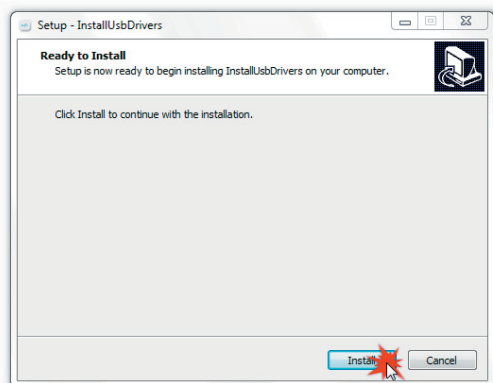 Setup - InstallUsbDrivers
Ready to Install
Setup is now ready to begin installing InstallUsbDrivers on your computer.
Click Install to continue with the installation.
Install
Cancel